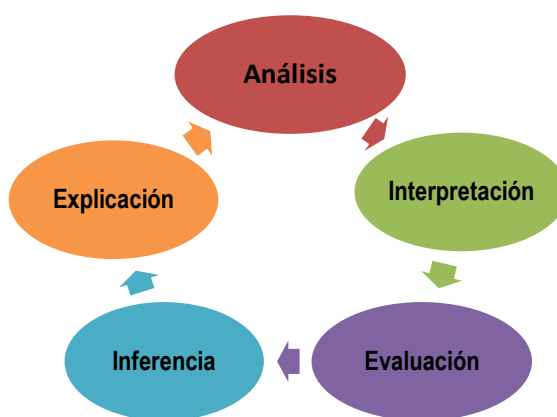 Análisis
Interpretación
Evaluación
Inferencia
Explicación